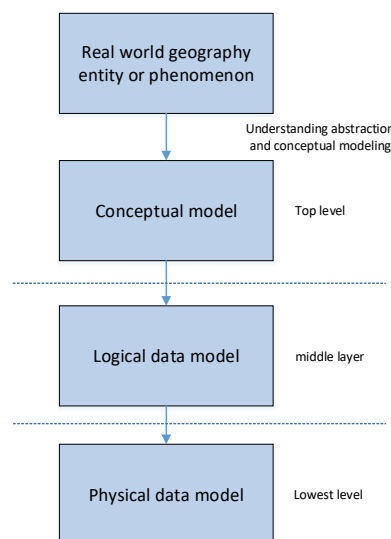 Real world geography
entity or phenomenon
Understanding abstraction
and conceptual modeling
Conceptual model
Top level
Logical data model
middle layer
Physical data model
Lowest level